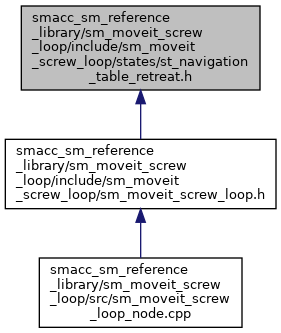 smacc_sm_reference
_library/sm_moveit_screw
_loop/include/sm_moveit
_screw_loop/states/st_navigation
_table_retreat.h
smacc_sm_reference
_library/sm_moveit_screw
_loop/include/sm_moveit
_screw_loop/sm_moveit_screw_loop.h
smacc_sm_reference
_library/sm_moveit_screw
_loop/src/sm_moveit_screw
_loop_node.cpp